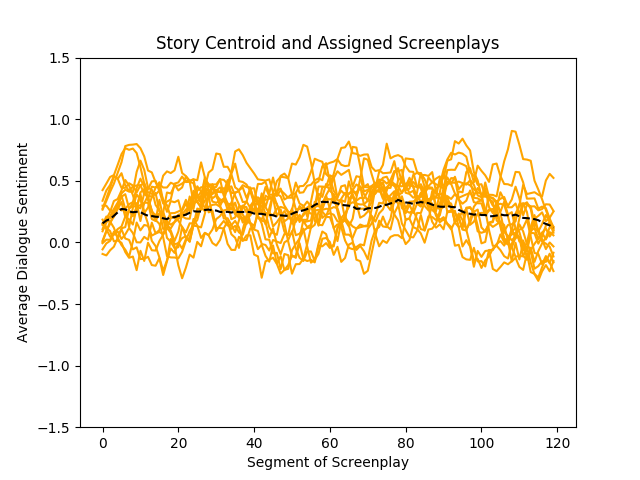 Story Centroid and Assigned Screenplays
1.5
1.0
0.5
0.0
−0.5
−1.0
−1.5
Average Dialogue Sentiment
0 20 40 60 80 100 120
Segment of Screenplay